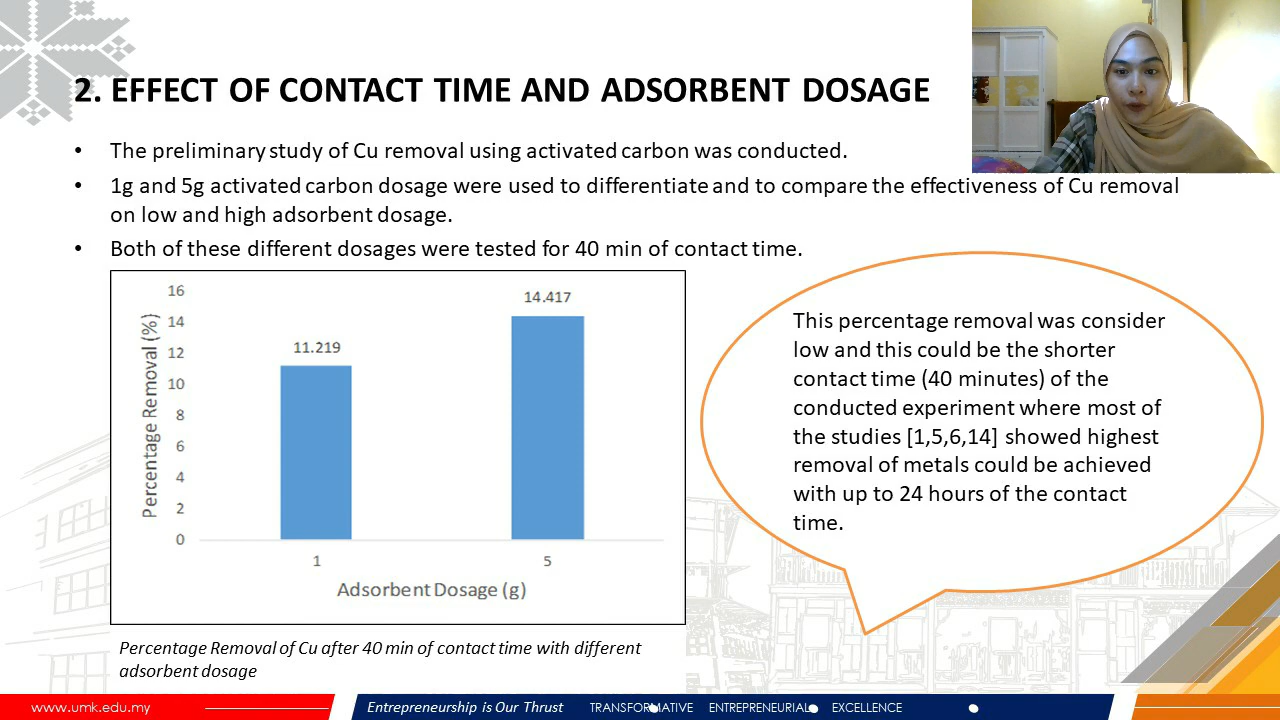 2. EFFECT OF CONTACT TIME AND ADSORBENT DOSAGE
• The preliminary study of Cu removal using activated carbon was conducted.
• 1g and 5g activated carbon dosage were used to differentiate and to compare the effectiveness of Cu removal
on low and high adsorbent dosage.
• Both of these different dosages were tested for 40 min of contact time.
Percentage Removal (%)
16
14
12
10
8
6
4
2
0
11.219
14.417
1
5
Adsorbent Dosage (g)
Percentage Removal of Cu after 40 min of contact time with different
adsorbent dosage
This percentage removal was consider
low and this could be the shorter
contact time (40 minutes) of the
conducted experiment where most of
the studies [1,5,6,14] showed highest
removal of metals could be achieved
with up to 24 hours of the contact
time.
www.umk.edu.my
Entrepreneurship is Our Thrust
TRANSFORMATIVE ENTREPRENEURIAL EXCELLENCE